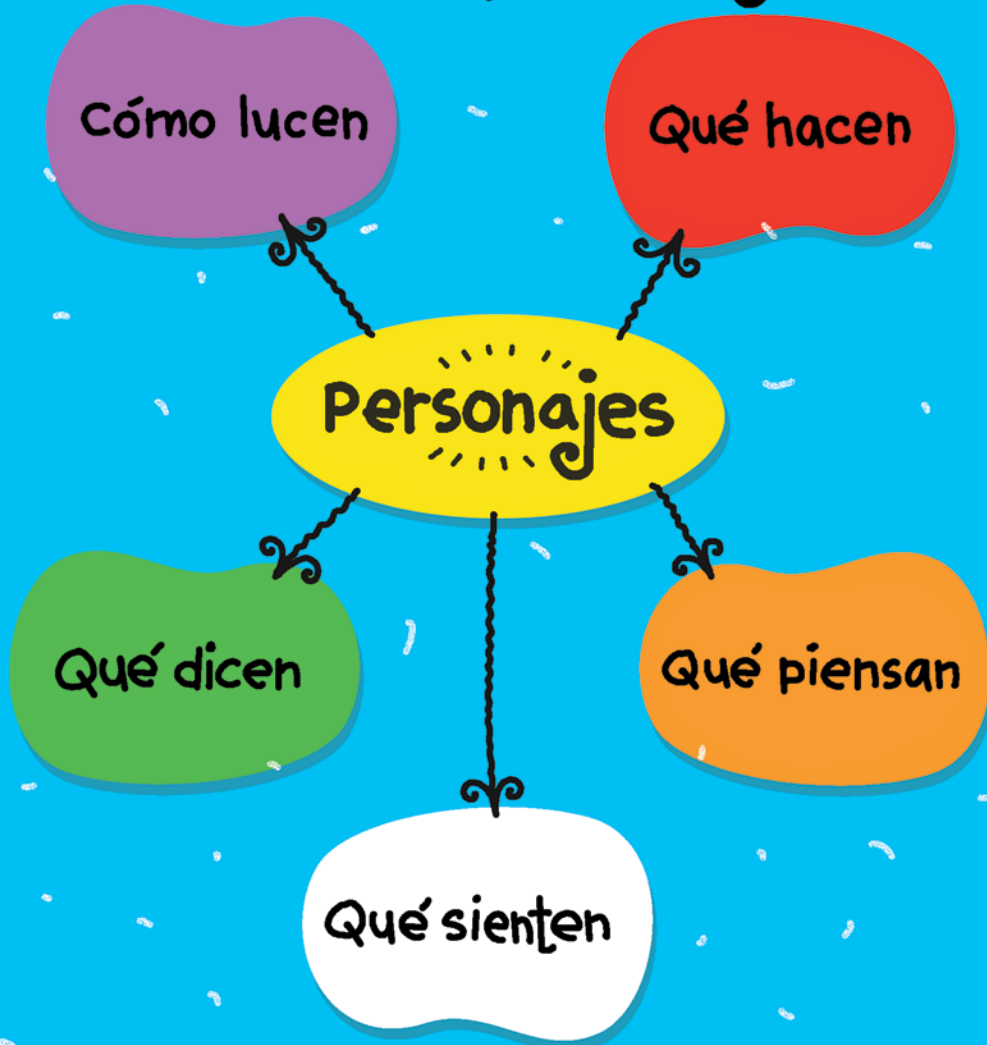 Cómo lucen
Qué hacen
Personajes
Qué dicen
Qué piensan
Qué sienten